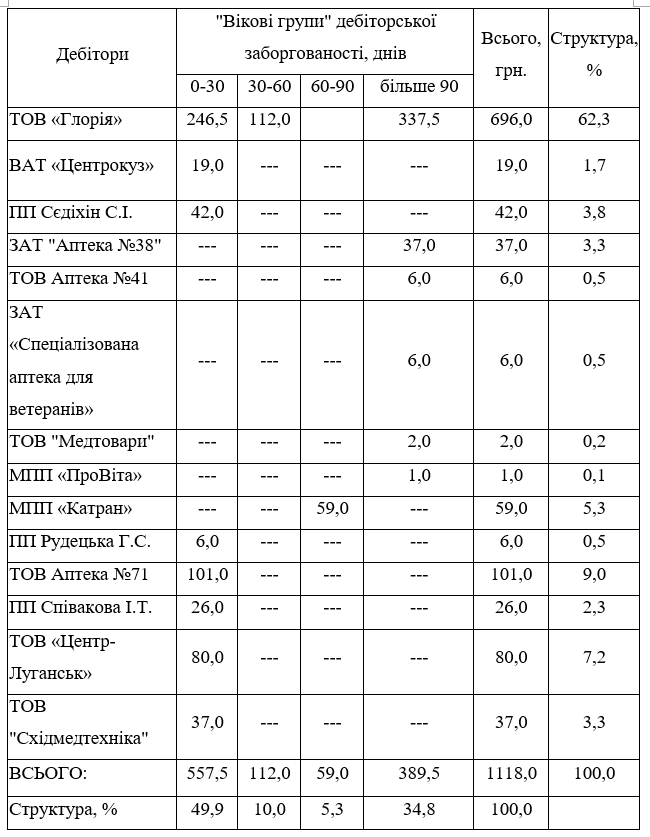 Дебітори "Вікові групи" дебіторської заборгованості, днів Всього, грн. Структура, %
0-30 30-60 60-90 більше 90
ТОВ «Глорія» 246,5 112,0 337,5 696,0 62,3
ВАТ «Центрокуз» 19,0 --- --- --- 19,0 1,7
ПП Сєдіхін С.І. 42,0 --- --- --- 42,0 3,8
ЗАТ "Аптека №38" --- --- --- 37,0 37,0 3,3
ТОВ Аптека №41 --- --- --- 6,0 6,0 0,5
ЗАТ
«Спеціалізована
аптека для
ветеранів» --- --- --- 6,0 6,0 0,5
ТОВ "Медтовари" --- --- --- 2,0 2,0 0,2
МПП «ПроВіта» --- --- --- 1,0 1,0 0,1
МПП «Катран» --- --- 59,0 --- 59,0 5,3
ПП Рудецька Г.С. 6,0 --- --- --- 6,0 0,5
ТОВ Аптека №71 101,0 --- --- --- 101,0 9,0
ПП Співакова І.Т. 26,0 --- --- --- 26,0 2,3
ТОВ «Центр-
Луганськ» 80,0 --- --- --- 80,0 7,2
ТОВ
"Східмедтехніка" 37,0 --- --- --- 37,0 3,3
ВСЬОГО: 557,5 112,0 59,0 389,5 1118,0 100,0
Структура, % 49,9 10,0 5,3 34,8 100,0